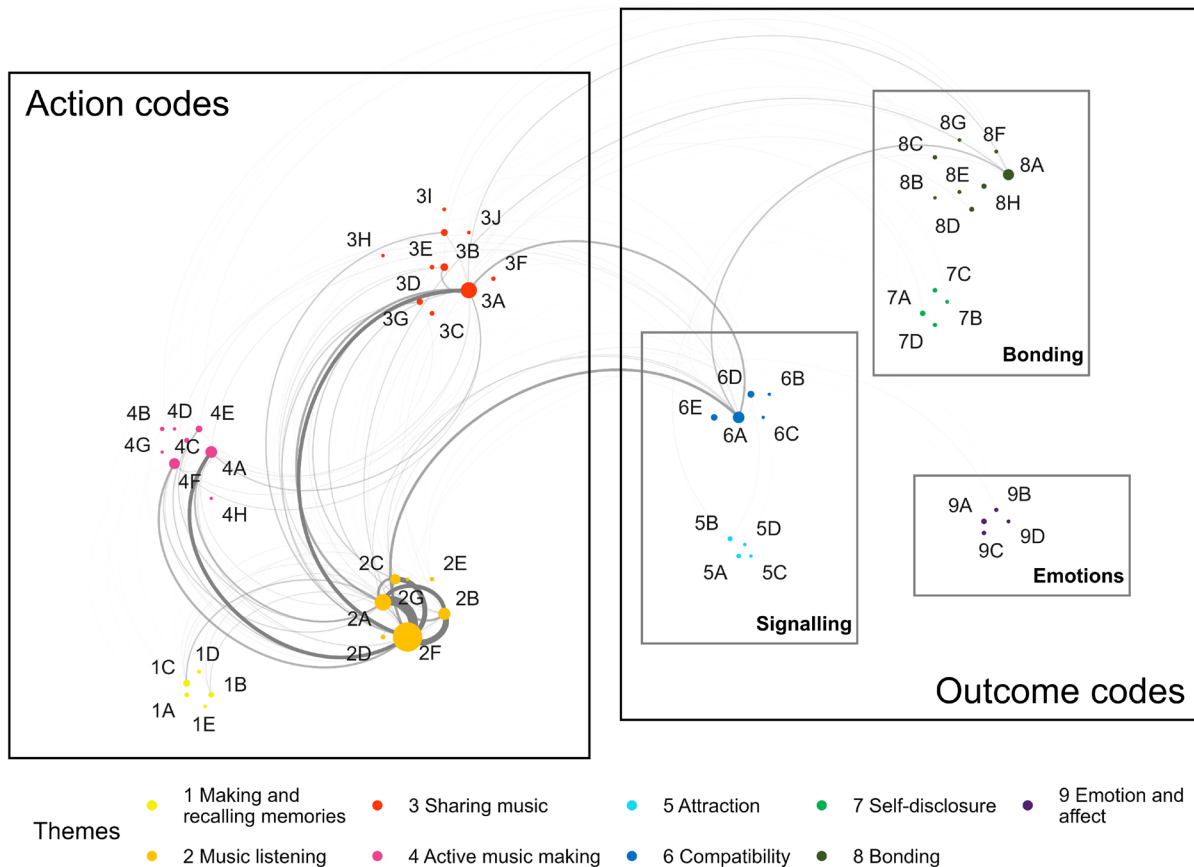 Action codes
3I
3J
3H
3E
3B
3F
3D
3A
3G
3C
4B
4D
4E
4G
4C
4A
4F
4H
2C
2E
2G
2B
2A
2D
2F
1D
1C
1B
1A
1E
8G
8F
8C
8A
8E
8B
8H
8D
7C
7A
7B
7D
Bonding
6D
6B
6E
6C
6A
5B
5D
5A
5C
Signalling
9B
9A
9D
9C
Emotions
Outcome codes
Themes
1 Making and
recalling memories
2 Music listening
3 Sharing music
4 Active music making
5 Attraction
6 Compatibility
7 Self-disclosure
8 Bonding
9 Emotion and
affect